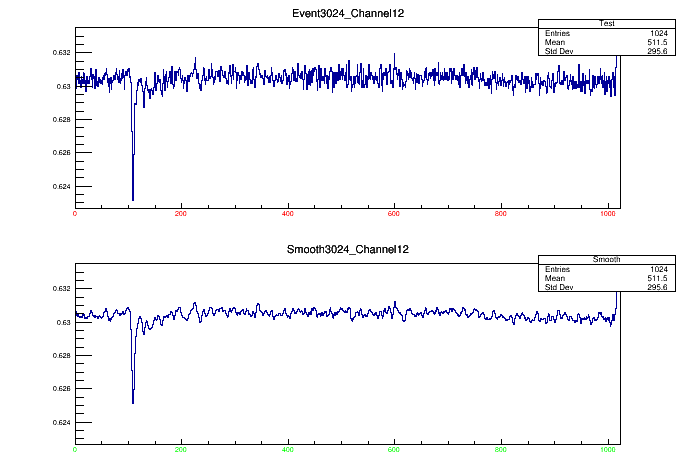 Event3024_Channel12
Test
Entries 1024
Mean 511.5
Std Dev 295.6
0.632
0.63
0.628
0.626
0.624
0 200 400 600 800 1000
Smooth3024_Channel12
Smooth
Entries 1024
Mean 511.5
Std Dev 295.6
0.632
0.63
0.628
0.626
0.624
0 200 400 600 800 1000